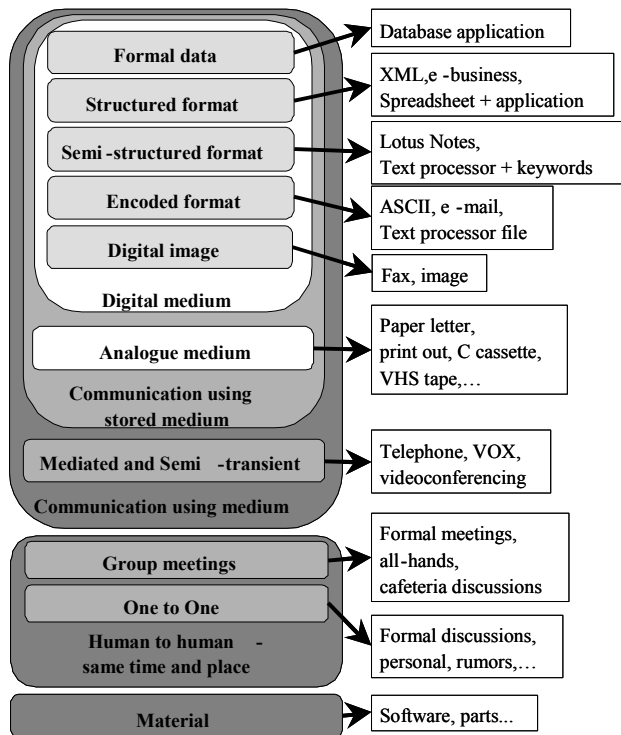 Formal data
Database application
Structured format
XML,e -business,
Spreadsheet + application
Semi -structured format
Lotus Notes,
Text processor + keywords
Encoded format
ASCII, e -mail,
Text processor file
Digital image
Fax, image
Digital medium
Analogue medium
Paper letter,
print out, C cassette,
VHS tape,…
Communication using
stored medium
Mediated and Semi -transient
Telephone, VOX,
videoconferencing
Communication using medium
Group meetings
Formal meetings,
all-hands,
cafeteria discussions
One to One
Formal discussions,
personal, rumors,…
Human to human -
same time and place
Material
Software, parts...